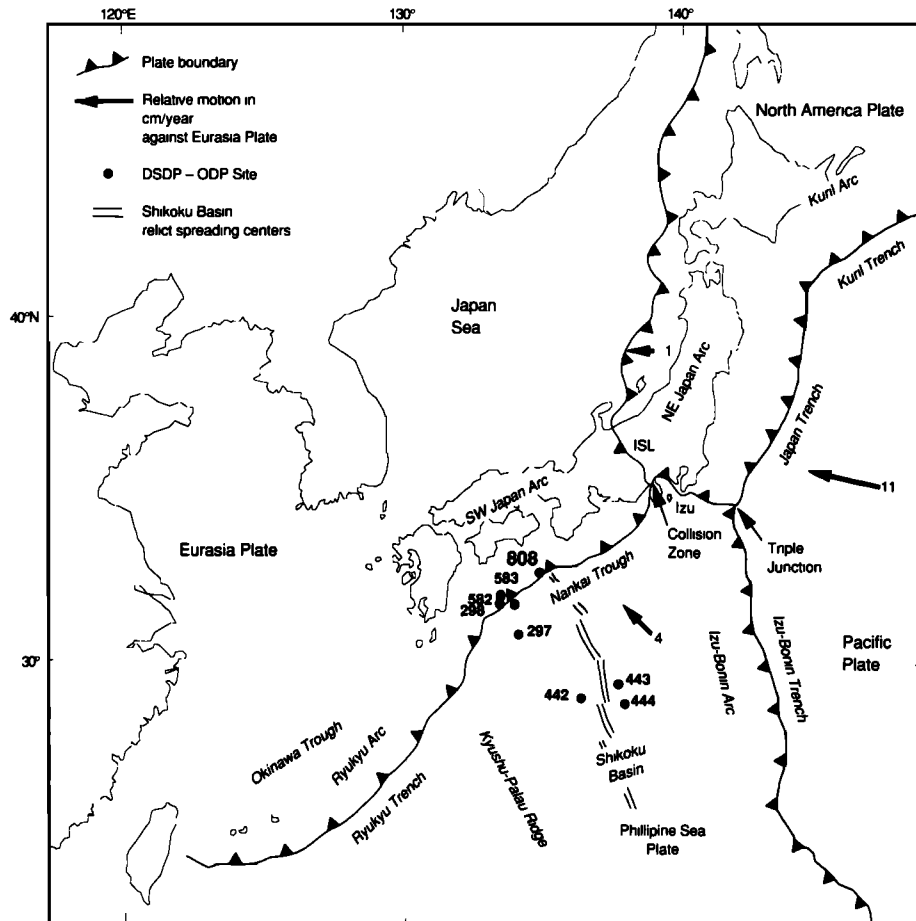 120°E
130°
140°
Plate boundary
Relative motion in
cm/year
against Eurasia Plate
DSDP – ODP Site
Shikoku Basin
relict spreading centers
North America Plate
Kuril Arc
Kuril Trench
40°N
Japan
Sea
1
NE Japan Arc
Japan Trench
ISL
11
SW Japan Arc
Izu
Collision
Zone
Triple
Junction
Eurasia Plate
808
583
582
298
297
Nankai Trough
4
30°
442
443
444
Izu-Bonin Arc
Izu-Bonin Trench
Pacific
Plate
Okinawa Trough
Ryukyu Arc
Ryukyu Trench
Kyushu-Palau Ridge
Shikoku
Basin
Phillipine Sea
Plate